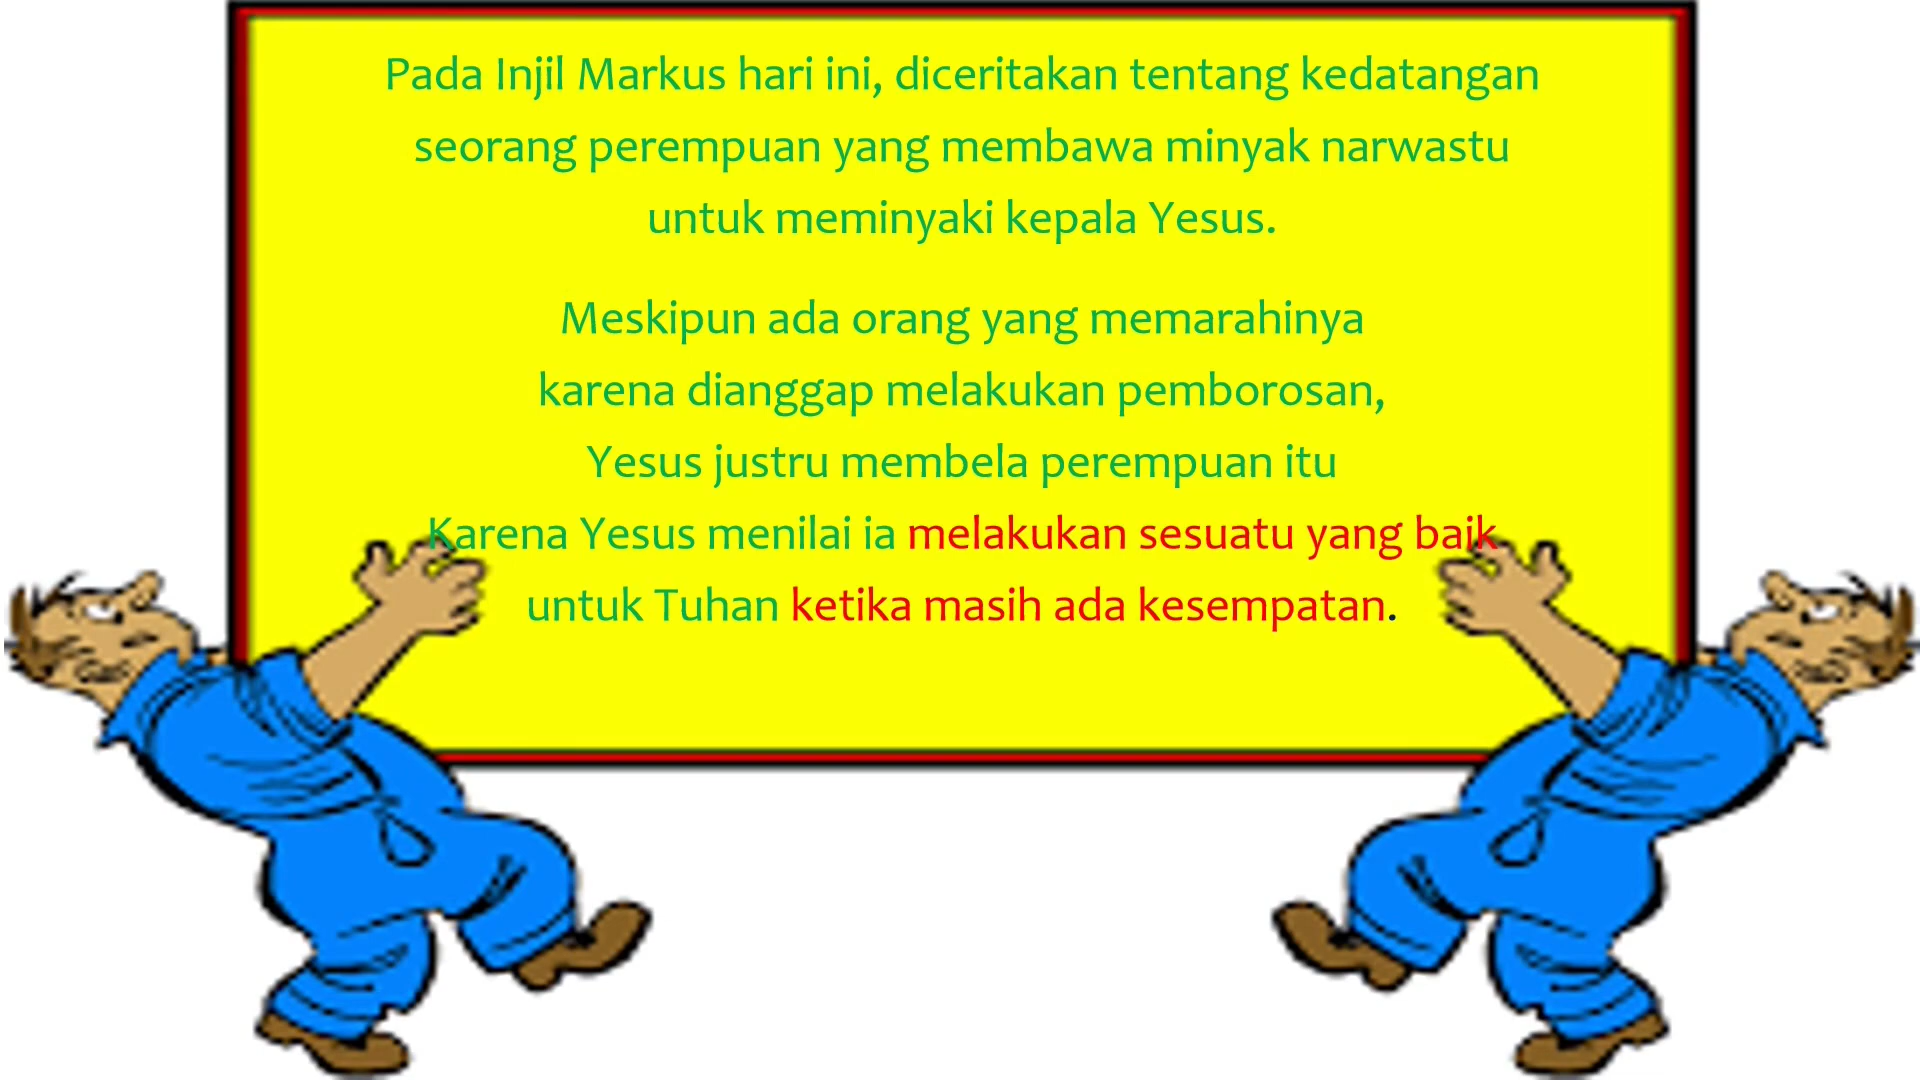 Pada Injil Markus hari ini, diceritakan tentang kedatangan
seorang perempuan yang membawa minyak narwastu
untuk meminyaki kepala Yesus.
Meskipun ada orang yang memarahinya
karena dianggap melakukan pemborosan,
Yesus justru membela perempuan itu
Karena Yesus menilai ia melakukan sesuatu yang baik
untuk Tuhan ketika masih ada kesempatan.